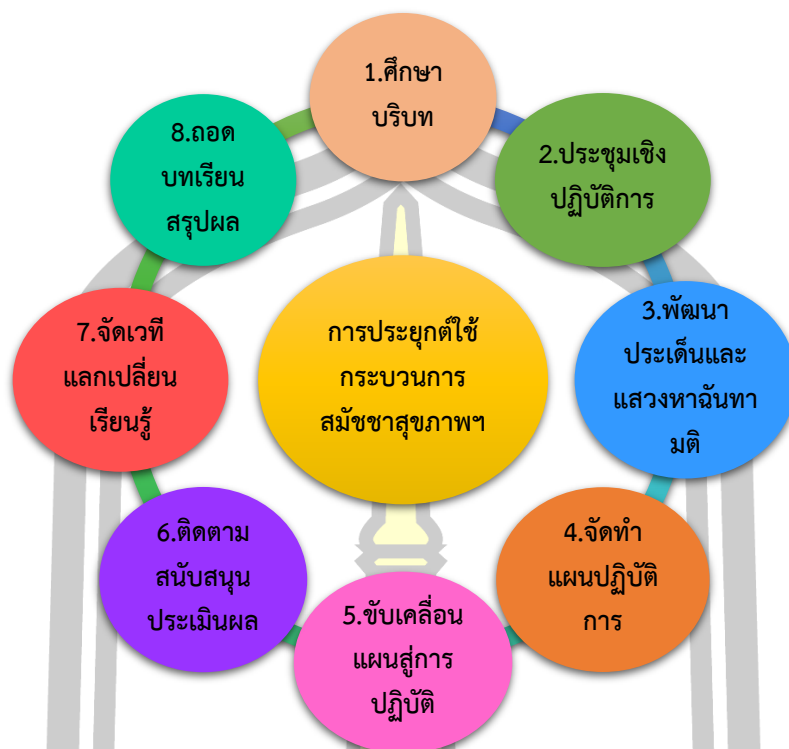 1.ศึกษา
บริบท
2.ประชุมเชิง
ปฏิบัติการ
3.พัฒนา
ประเด็นและ
แสวงหาฉันทา
มติ
4.จัดทำ
แผนปฏิบัติ
การ
5.ขับเคลื่อน
แผนสู่การ
ปฏิบัติ
6.ติดตาม
สนับสนุน
ประเมินผล
7.จัดเวที
แลกเปลี่ยน
เรียนรู้
8.ถอด
บทเรียน
สรุปผล
การประยุกต์ใช้
กระบวนการ
สมัชชาสุขภาพฯ